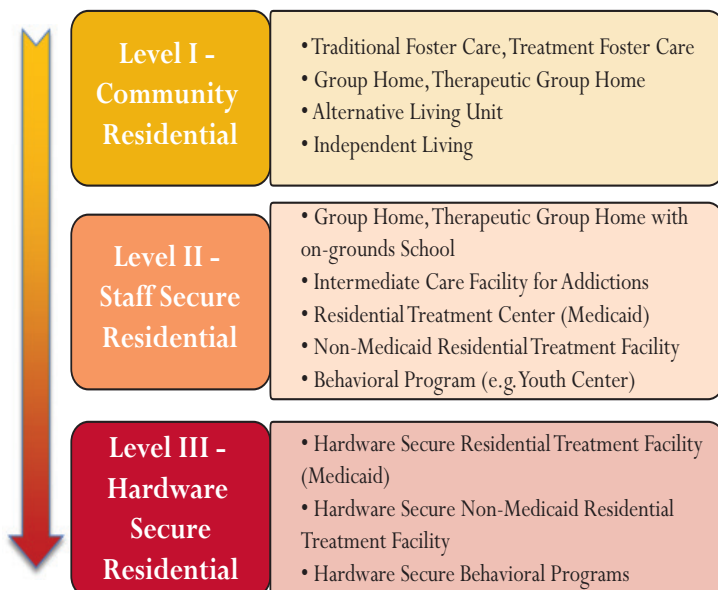 Level I -
Community
Residential
• Traditional Foster Care, Treatment Foster Care
• Group Home, Therapeutic Group Home
• Alternative Living Unit
• Independent Living
Level II -
Staff Secure
Residential
• Group Home, Therapeutic Group Home with
on-grounds School
• Intermediate Care Facility for Addictions
• Residential Treatment Center (Medicaid)
• Non-Medicaid Residential Treatment Facility
• Behavioral Program (e.g. Youth Center)
Level III -
Hardware
Secure
Residential
• Hardware Secure Residential Treatment Facility
(Medicaid)
• Hardware Secure Non-Medicaid Residential
Treatment Facility
• Hardware Secure Behavioral Programs